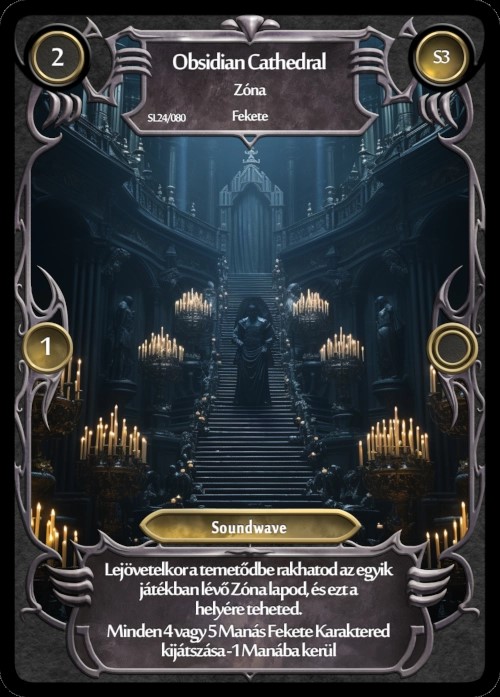 2
Obsidian Cathedral
S3
Zóna
SL24/080
Fekete
1
Soundwave
Lejövetelkor a temetődbe rakhatod az egyik
játékban lévő Zóna lapod, és ezt a
helyére teheted.
Minden 4 vagy 5 Manás Fekete Karaktered
kijátszása -1 Manába kerül